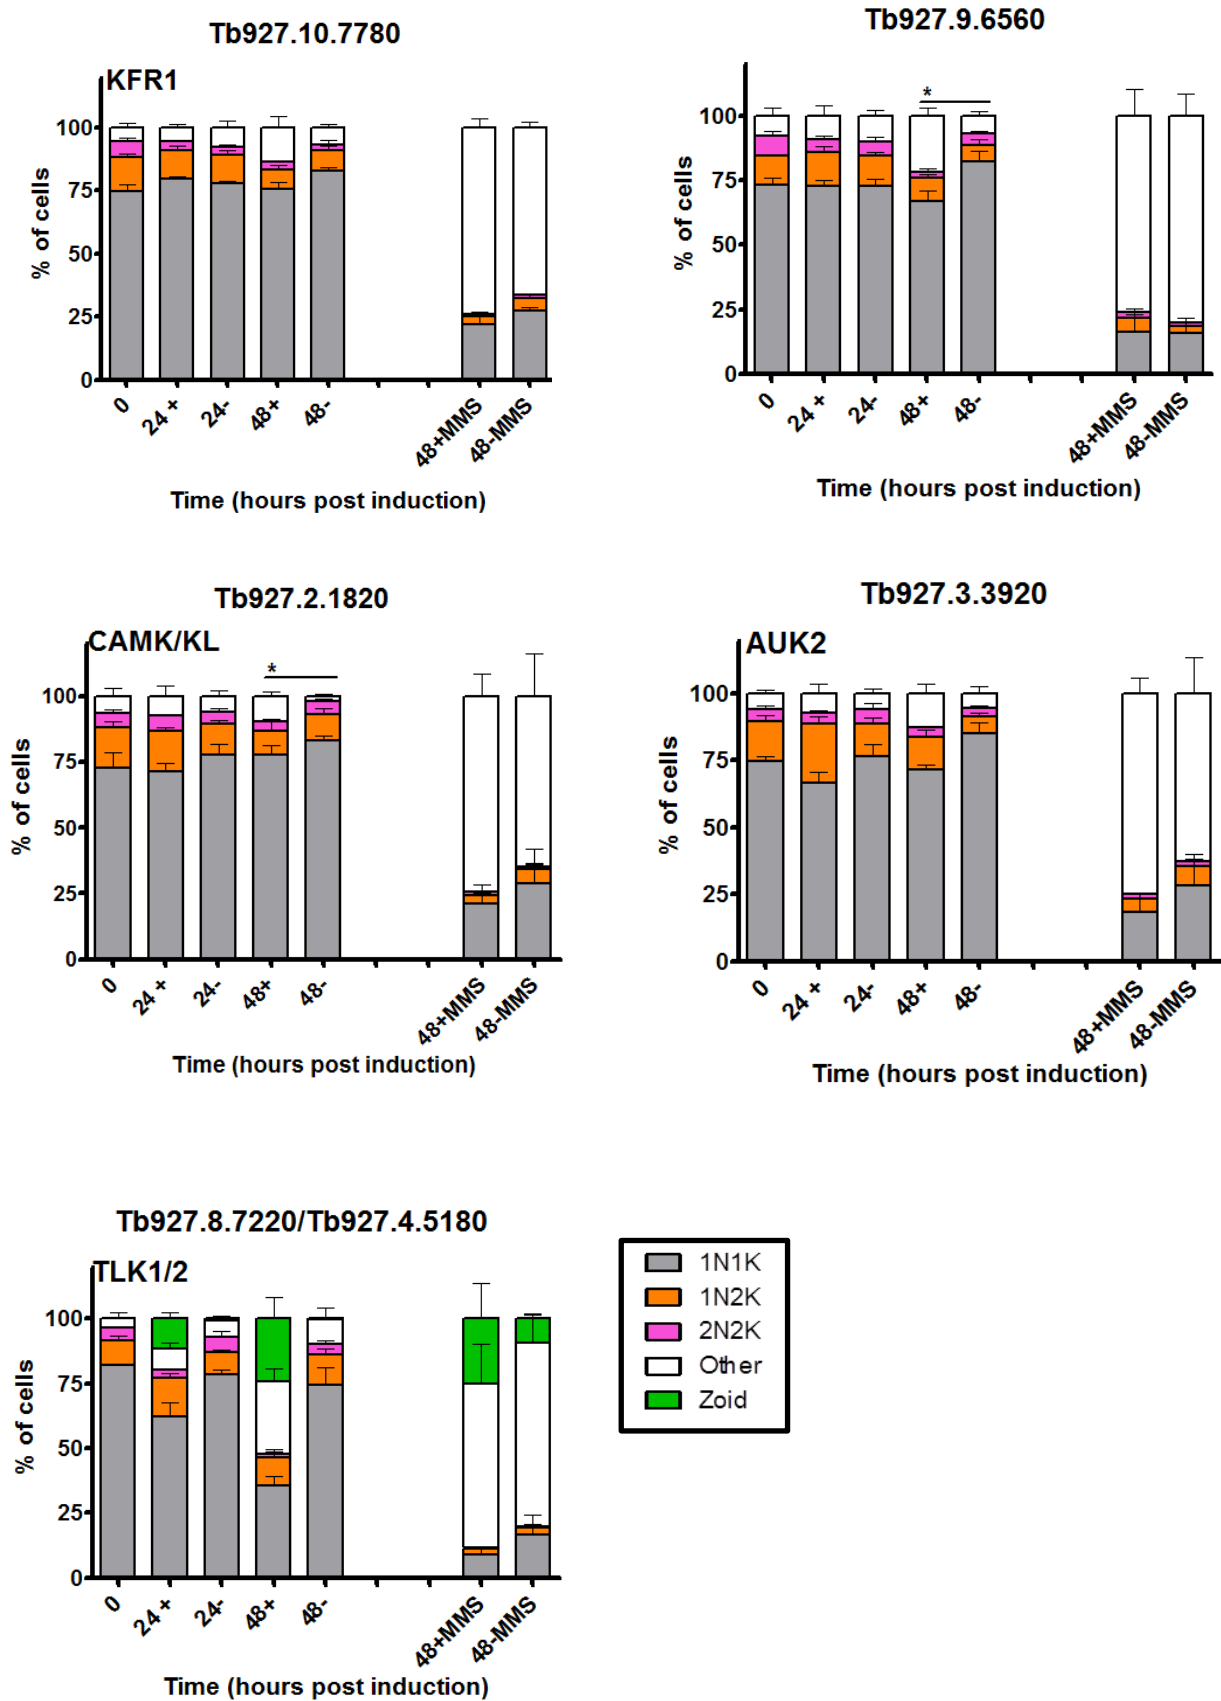 Tb927.10.7780
KFR1
100
75
50
25
0
% of cells
0
24 +
24-
48+
48-
48+MMS
48-MMS
Time (hours post induction)
Tb927.9.6560
*
100
75
50
25
0
% of cells
0
24 +
24-
48+
48-
48+MMS
48-MMS
Time (hours post induction)
Tb927.2.1820
CAMK/KL
*
100
75
50
25
0
% of cells
0
24 +
24-
48+
48-
48+MMS
48-MMS
Time (hours post induction)
Tb927.3.3920
AUK2
100
75
50
25
0
% of cells
0
24 +
24-
48+
48-
48+MMS
48-MMS
Time (hours post induction)
Tb927.8.7220/Tb927.4.5180
TLK1/2
100
75
50
25
0
% of cells
0
24 +
24-
48+
48-
48+MMS
48-MMS
Time (hours post induction)
1N1K
1N2K
2N2K
Other
Zoid